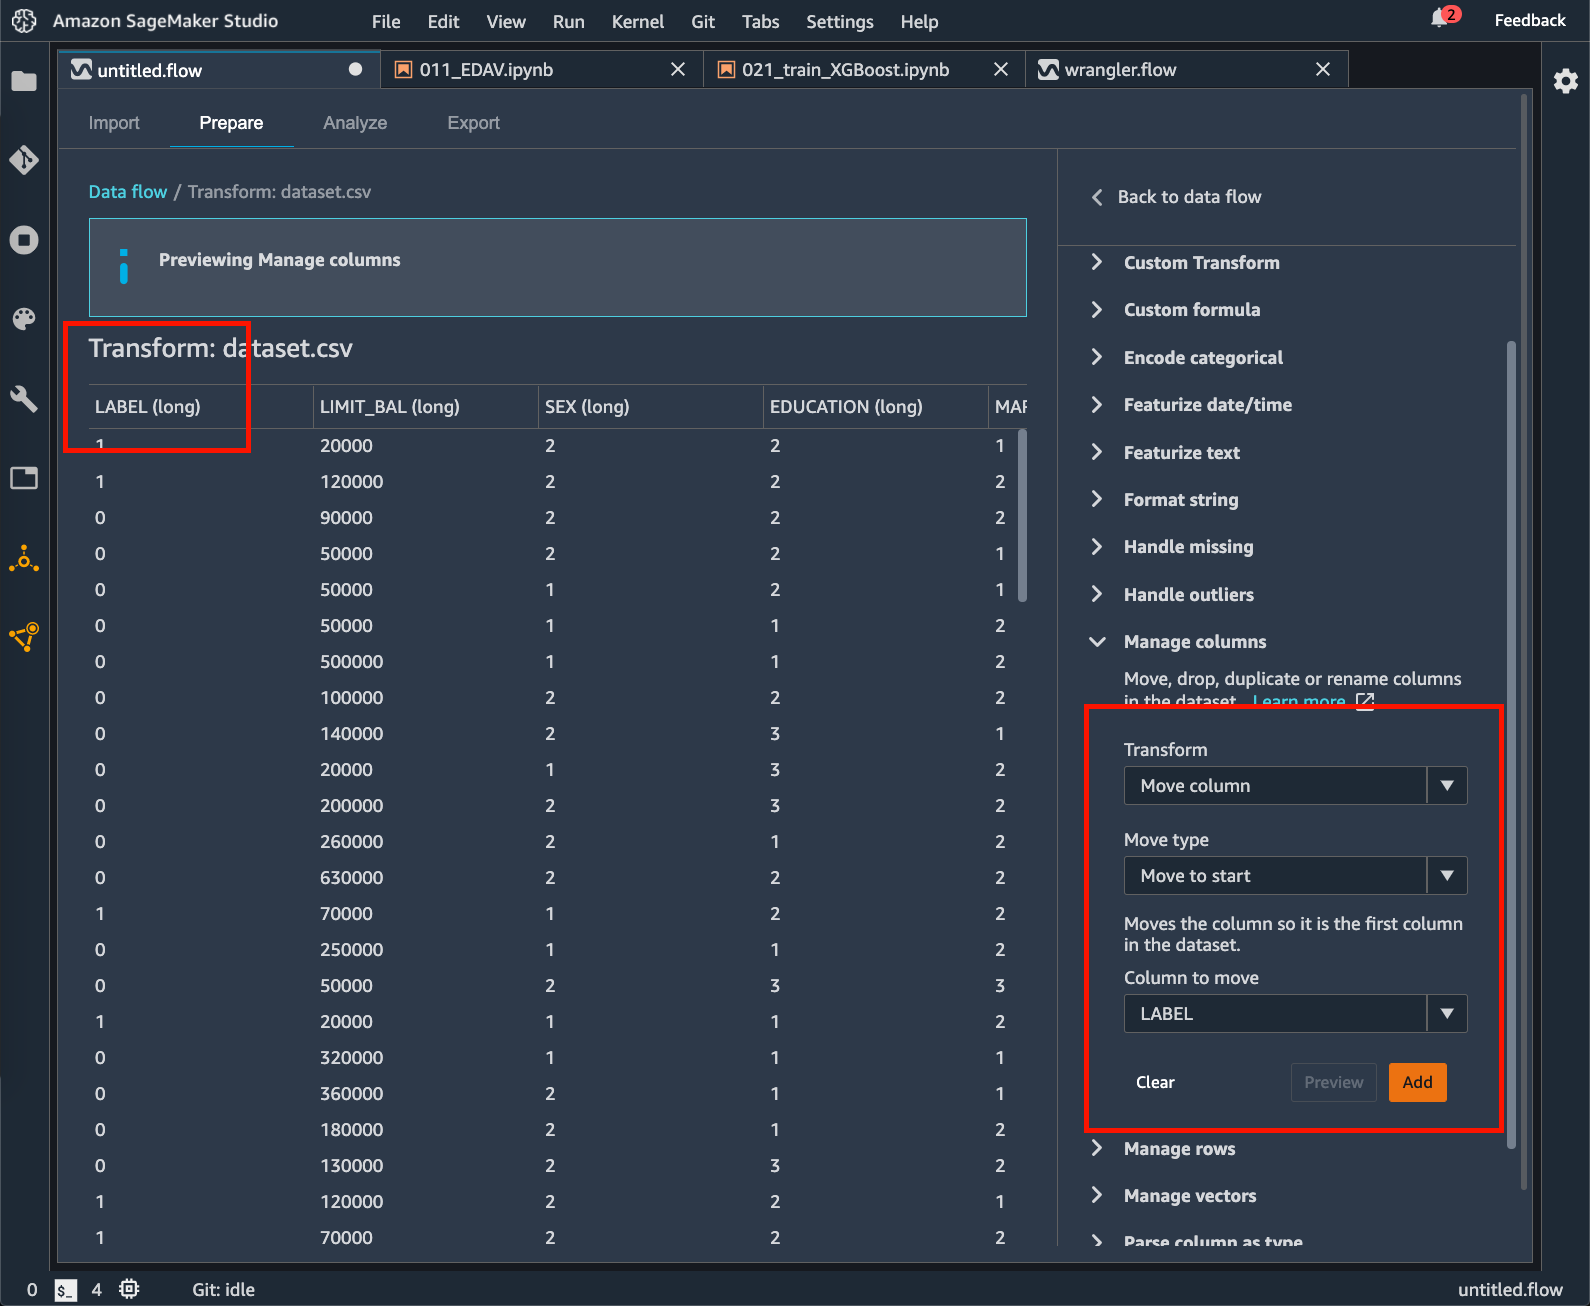 Amazon SageMaker Studio File Edit View Run Kernel Git Tabs Settings Help 2 Feedback
untitled.flow 011_EDAV.ipynb 021_train_XGBoost.ipynb wrangler.flow
Import Prepare Analyze Export
Data flow / Transform: dataset.csv
Previewing Manage columns
Transform: dataset.csv
LABEL (long) LIMIT_BAL (long) SEX (long) EDUCATION (long) MAR
1 20000 2 2 1
1 120000 2 2 2
0 90000 2 2 2
0 50000 2 2 1
0 50000 1 2 1
0 50000 1 1 2
0 500000 1 1 2
0 100000 2 2 2
0 140000 2 3 1
0 20000 1 3 2
0 200000 2 3 2
0 260000 2 1 2
0 630000 2 2 2
1 70000 1 2 2
0 250000 1 1 2
0 50000 2 3 3
1 20000 1 1 2
0 320000 1 1 1
0 360000 2 1 1
0 180000 2 1 2
0 130000 2 3 2
1 120000 2 2 1
1 70000 2 2 2
Back to data flow
Custom Transform
Custom formula
Encode categorical
Featurize date/time
Featurize text
Format string
Handle missing
Handle outliers
Manage columns
Move, drop, duplicate or rename columns
in the dataset. Learn more
Transform
Move column
Move type
Move to start
Moves the column so it is the first column
in the dataset.
Column to move
LABEL
Clear Preview Add
Manage rows
Manage vectors
Parse column as type
0 $_ 4 Git: idle untitled.flow